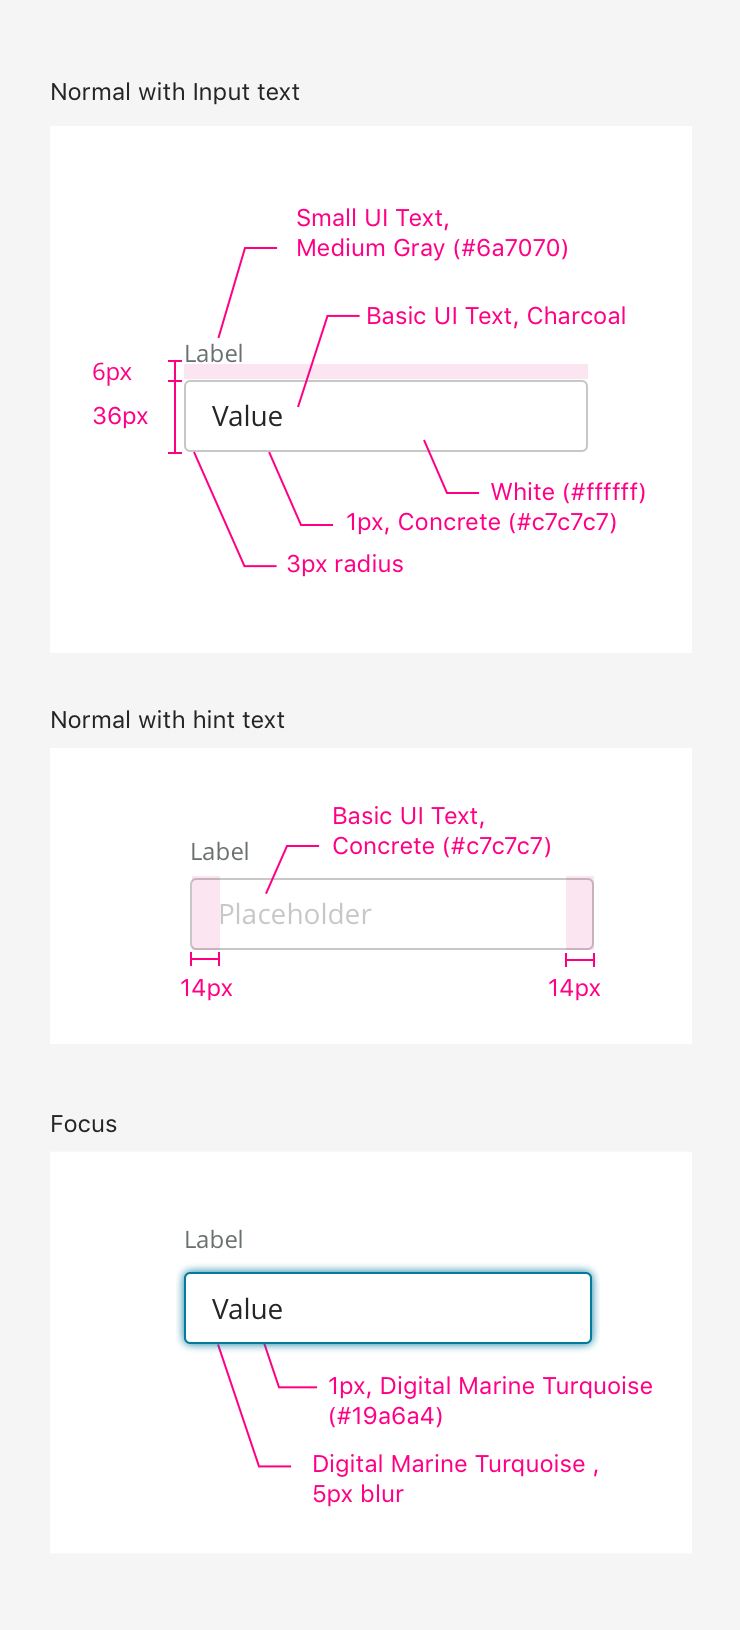 Normal with Input text
Small UI Text,
Medium Gray (#6a7070)
Basic UI Text, Charcoal
Label
6px
36px
Value
White (#ffffff)
1px, Concrete (#c7c7c7)
3px radius
Normal with hint text
Basic UI Text,
Concrete (#c7c7c7)
Label
Placeholder
14px
14px
Focus
Label
Value
1px, Digital Marine Turquoise
(#19a6a4)
Digital Marine Turquoise ,
5px blur